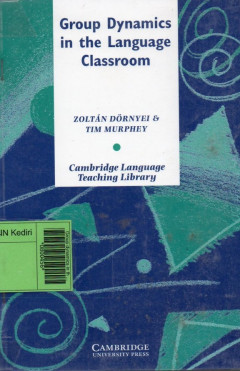 Group Dynamics
in the Language
Classroom
ZOLTÁN DÖRNYEI &
TIM MURPHEY
Cambridge Language
Teaching Library
IN Kediri
CAMBRIDGE
UNIVERSITY PRESS